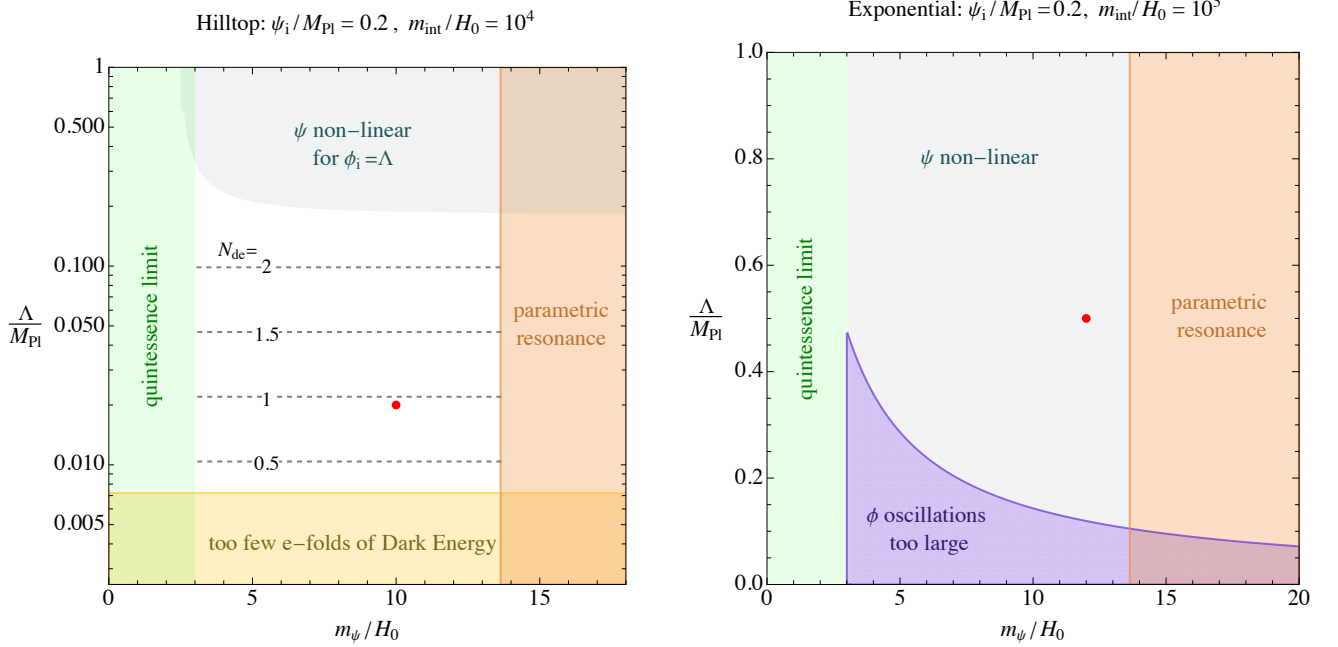 Hilltop: ψi/MPl = 0.2 , mint/H0 = 10^4
1
0.500
0.100
0.050
0.010
0.005
Λ
MPl
quintessence limit
ψ non−linear
for ϕi=Λ
Nde=
2
1.5
1
0.5
parametric
resonance
too few e−folds of Dark Energy
0
5
10
15
mψ/H0
Exponential: ψi/MPl=0.2, mint/H0 = 10^5
1.0
0.8
0.6
0.4
0.2
0.0
Λ
MPl
quintessence limit
ψ non−linear
parametric
resonance
ϕ oscillations
too large
0
5
10
15
20
mψ/H0